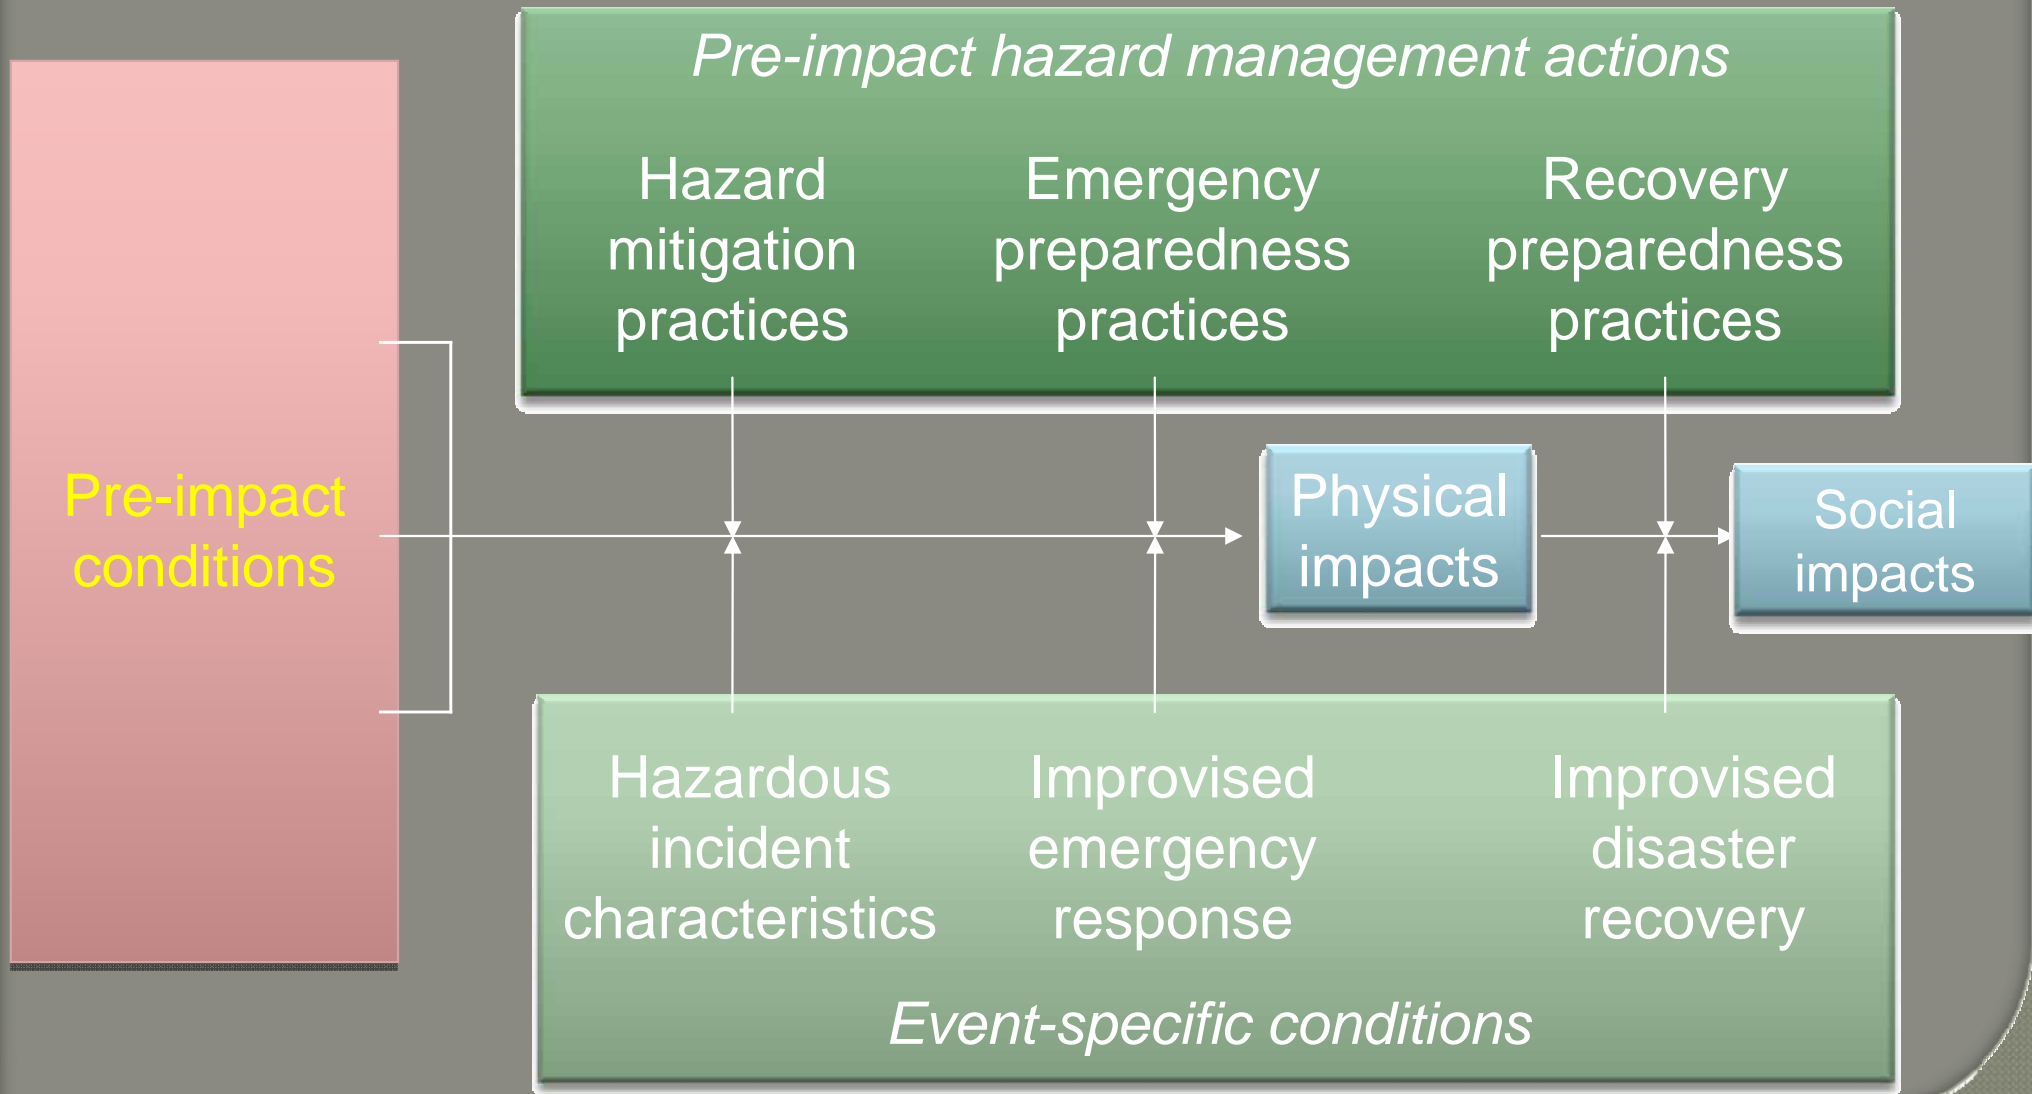 Pre-impact hazard management actions
Hazard
mitigation
practices
Emergency
preparedness
practices
Recovery
preparedness
practices
Pre-impact
conditions
Physical
impacts
Social
impacts
Hazardous
incident
characteristics
Improvised
emergency
response
Improvised
disaster
recovery
Event-specific conditions